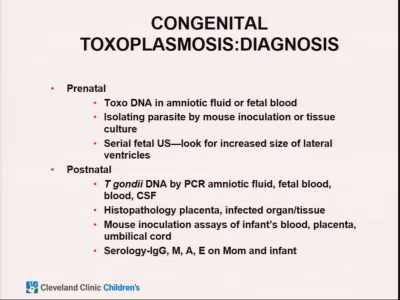 CONGENITAL
TOXOPLASMOSIS:DIAGNOSIS
• Prenatal
• Toxo DNA in amniotic fluid or fetal blood
• Isolating parasite by mouse inoculation or tissue
culture
• Serial fetal US—look for increased size of lateral
ventricles
• Postnatal
• T gondii DNA by PCR amniotic fluid, fetal blood,
blood, CSF
• Histopathology placenta, infected organ/tissue
• Mouse inoculation assays of infant's blood, placenta,
umbilical cord
• Serology-IgG, M, A, E on Mom and infant
Cleveland Clinic Children's